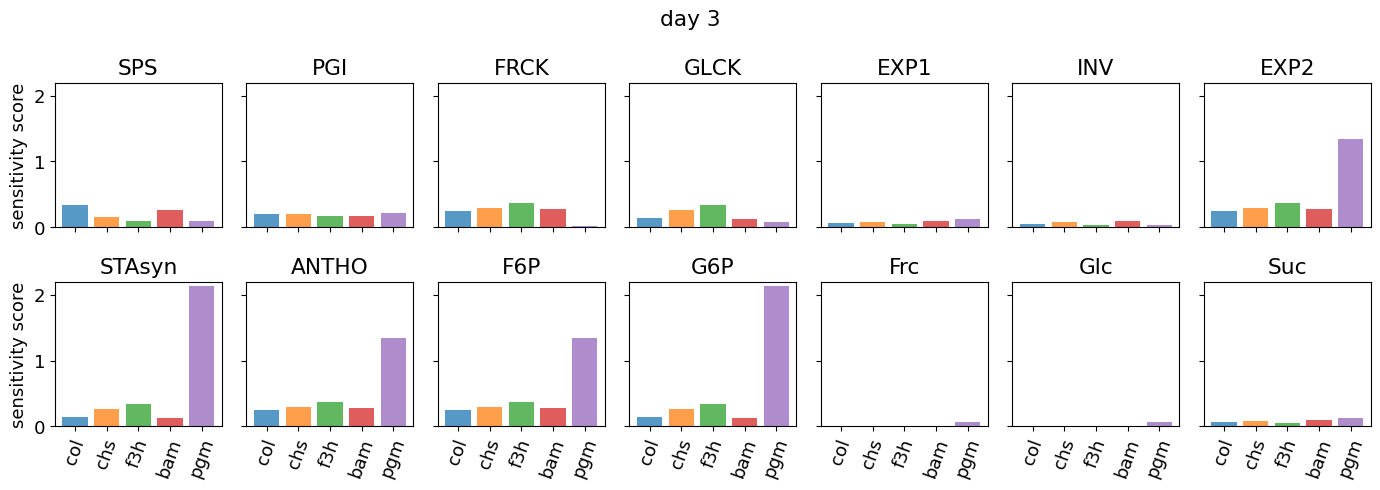 day 3
SPS PGI FRCK GLCK EXP1 INV EXP2
sensitivity score
2
1
0
STAsyn ANTHO F6P G6P Frc Glc Suc
sensitivity score
2
1
0
col chs f3h bam pgm col chs f3h bam pgm col chs f3h bam pgm col chs f3h bam pgm col chs f3h bam pgm col chs f3h bam pgm col chs f3h bam pgm